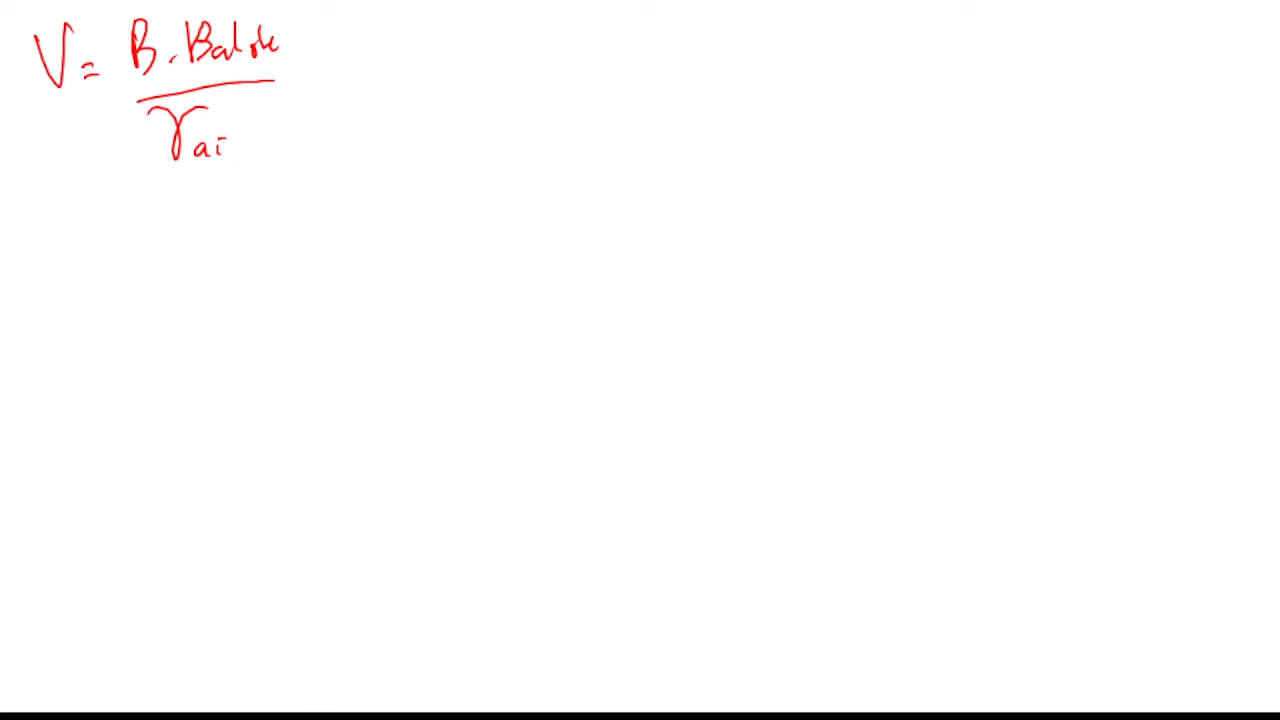 V = B. Balok
γai